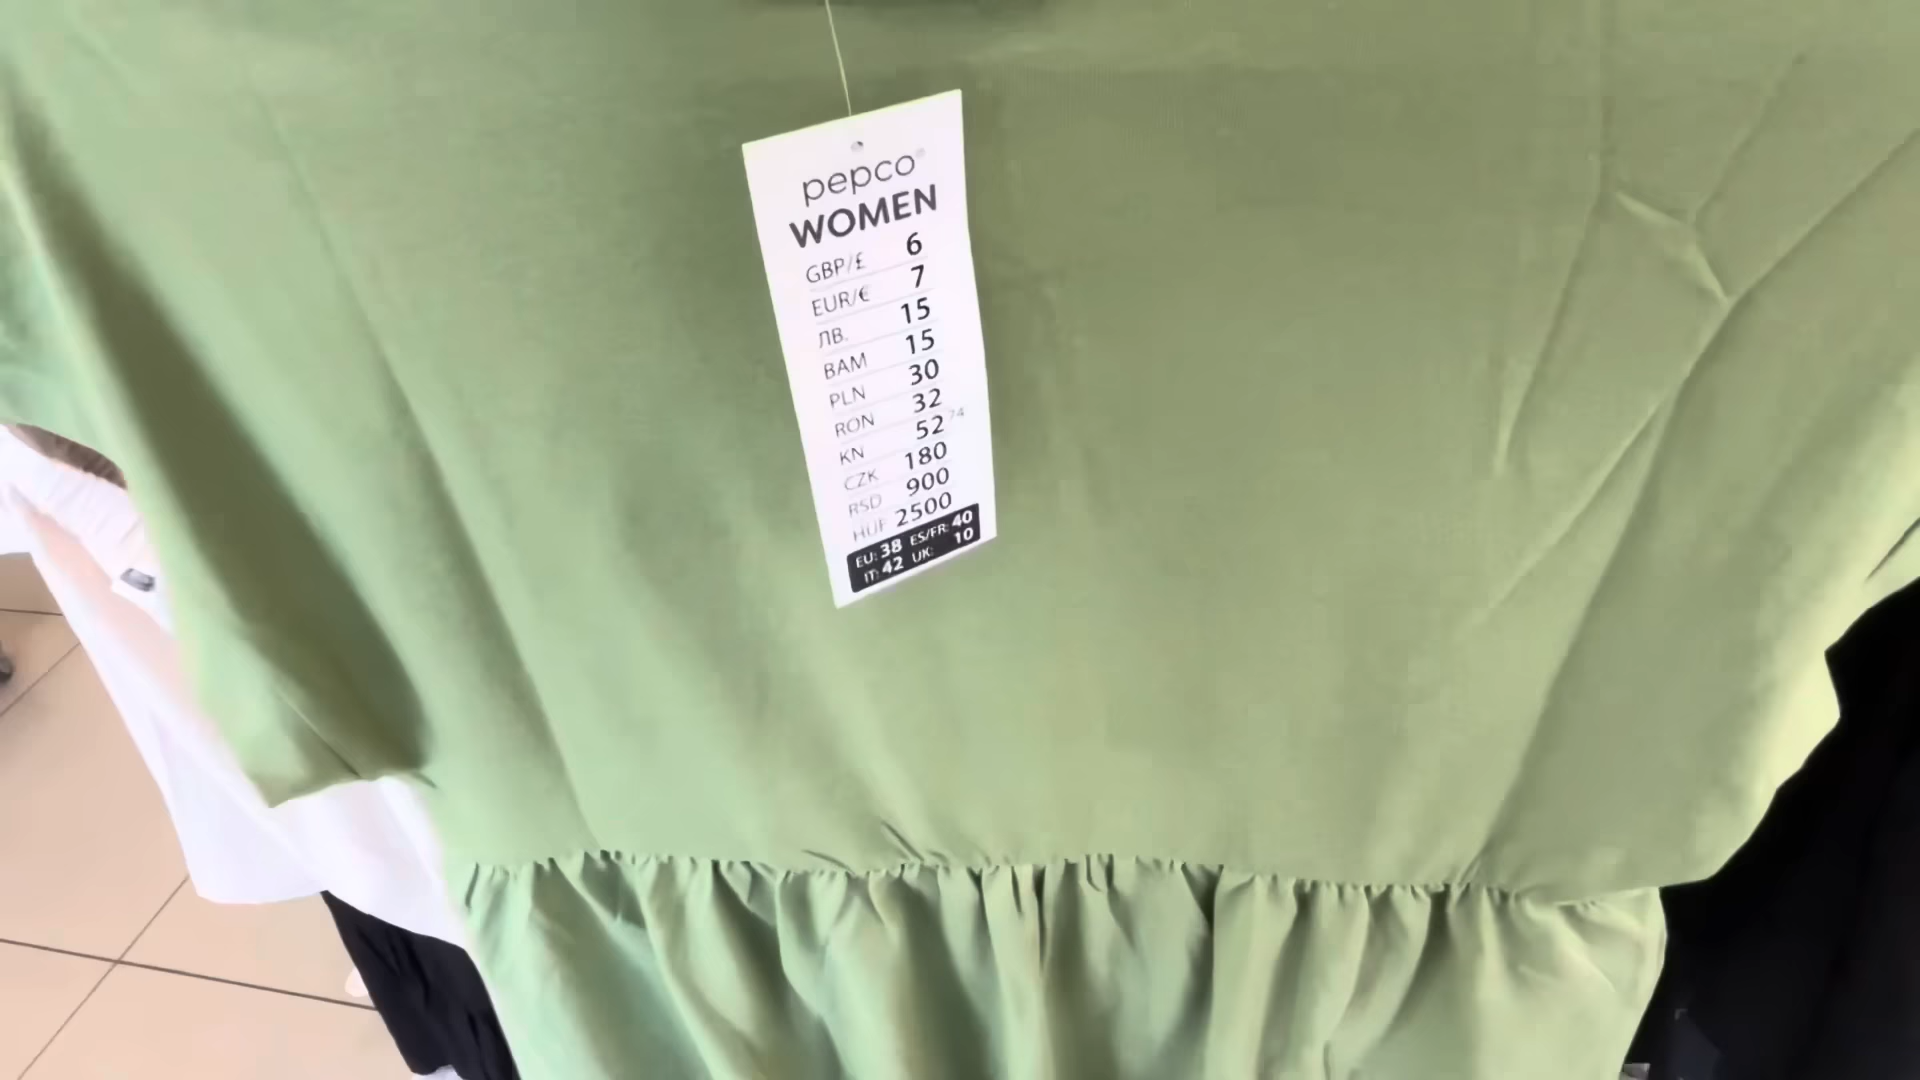 pepco®
WOMEN
GBP/£ 6
EUR/€ 7
лв. 15
BAM 15
PLN 30
RON 32
KN 52 74
CZK 180
RSD 900
HUF 2500
EU: 38 ES/FR: 40
IT: 42 UK: 10